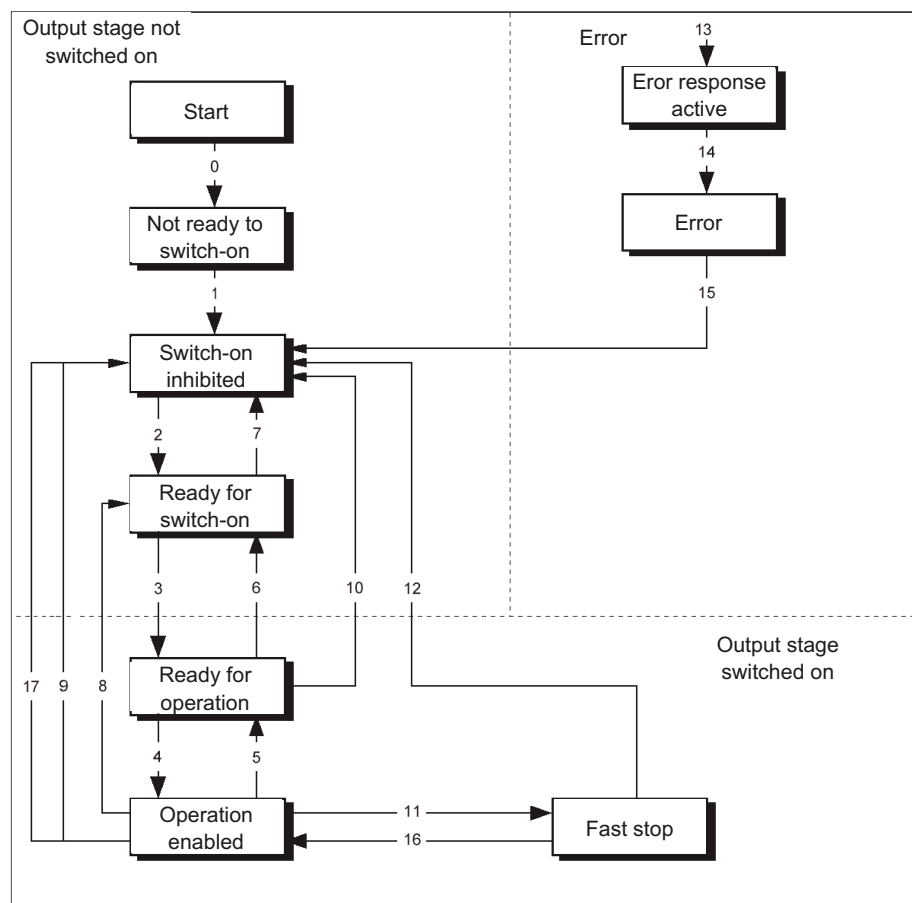 Output stage not
switched on
Error
13
Start
Eror response
active
0
14
Not ready to
switch-on
Error
1
15
Switch-on
inhibited
2
7
Ready for
switch-on
3
6
10
12
Output stage
switched on
Ready for
operation
17
9
8
4
5
Operation
enabled
11
16
Fast stop